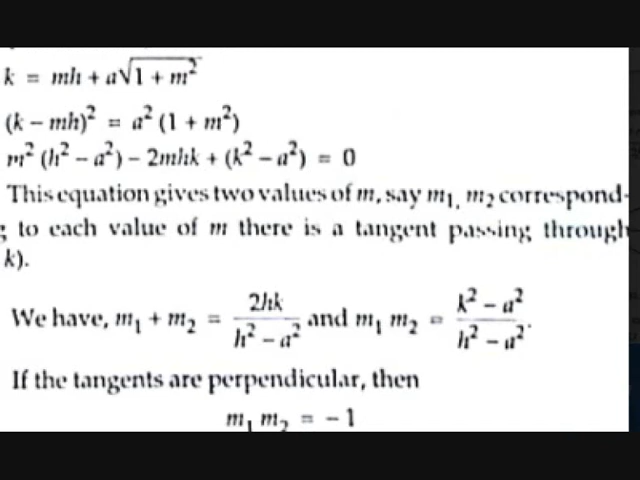 k = mh + a√(1 + m²)
(k − mh)² = a² (1 + m²)
m² (h² − a²) − 2mhk + (k² − a²) = 0
This equation gives two values of m, say m₁, m₂ correspond-
g to each value of m there is a tangent passing through
k).
We have, m₁ + m₂ = 2hk / (h² − a²) and m₁ m₂ = (k² − a²) / (h² − a²).
If the tangents are perpendicular, then
m₁ m₂ = − 1